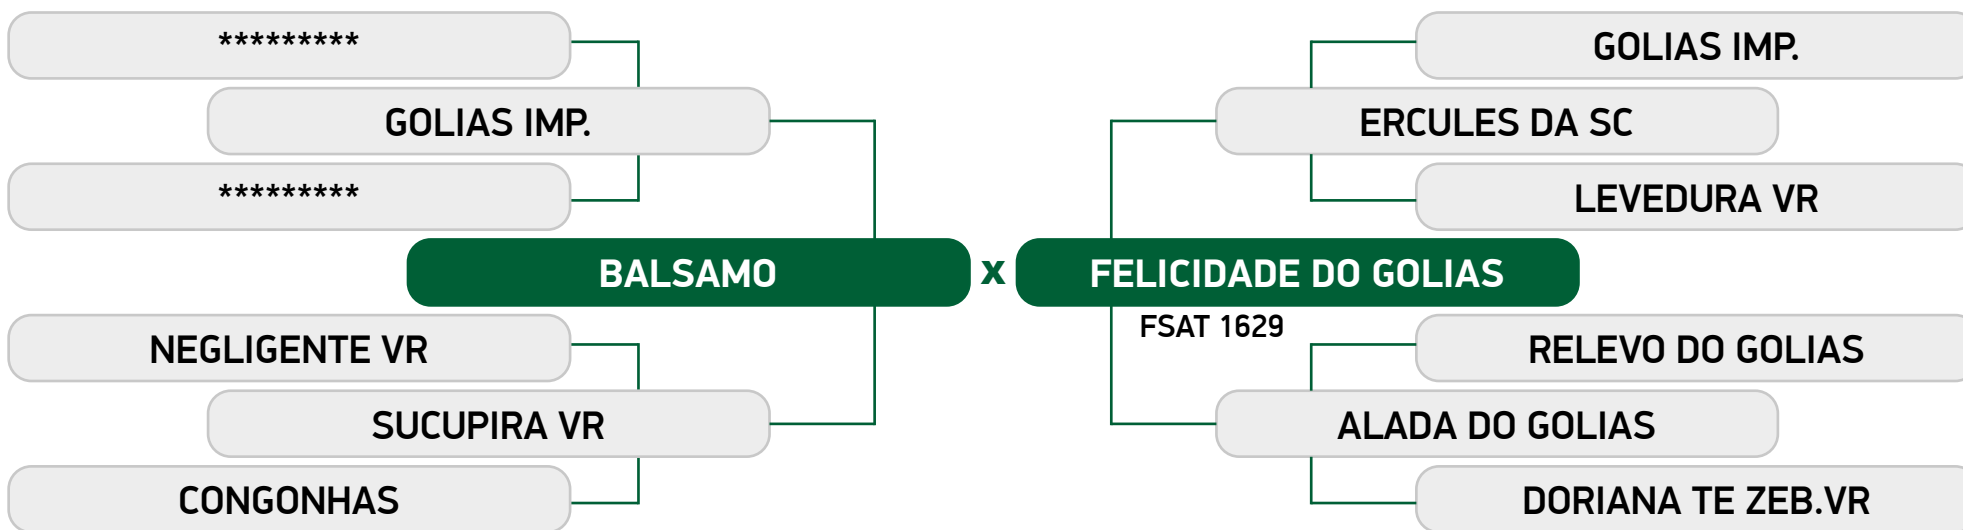 *********
GOLIAS IMP.
*********
BALSAMO
NEGLIGENTE VR
SUCUPIRA VR
CONGONHAS
x
GOLIAS IMP.
ERCULES DA SC
LEVEDURA VR
FELICIDADE DO GOLIAS
FSAT 1629
RELEVO DO GOLIAS
ALADA DO GOLIAS
DORIANA TE ZEB.VR